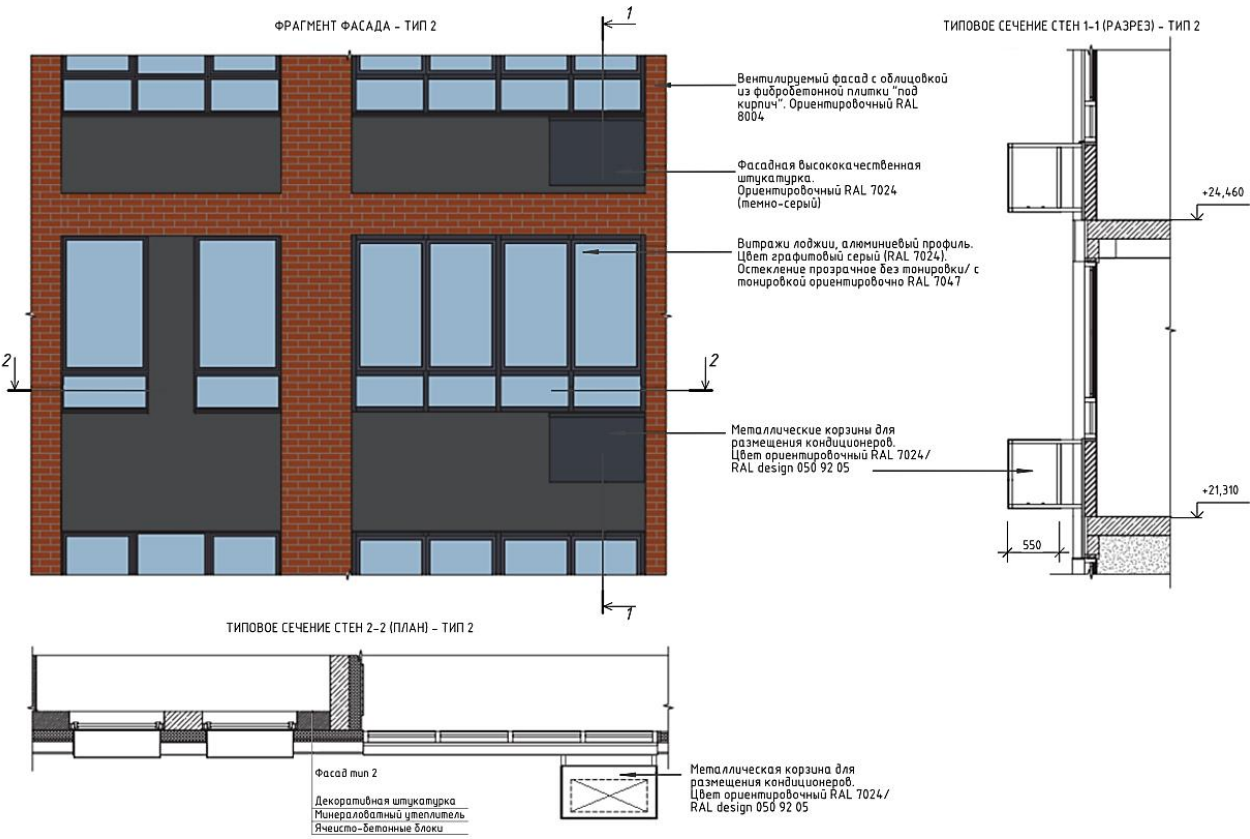 ФРАГМЕНТ ФАСАДА - ТИП 2
1
ТИПОВОЕ СЕЧЕНИЕ СТЕН 1-1 (РАЗРЕЗ) - ТИП 2
Вентилируемый фасад с облицовкой
из фибробетонной плитки "под
кирпич". Ориентировочный RAL
8004
Фасадная высококачественная
штукатурка.
Ориентировочный RAL 7024
(темно-серый)
+24,460
Витражи лоджии, алюминиевый профиль.
Цвет графитовый серый (RAL 7024).
Остекление прозрачное без тонировки/ с
тонировкой ориентировочно RAL 7047
2
2
Металлические корзины для
размещения кондиционеров.
Цвет ориентировочный RAL 7024/
RAL design 050 92 05
+21,310
550
1
ТИПОВОЕ СЕЧЕНИЕ СТЕН 2-2 (ПЛАН) - ТИП 2
Фасад тип 2
Декоративная штукатурка
Минераловатный утеплитель
Ячеисто-бетонные блоки
Металлическая корзина для
размещения кондиционеров.
Цвет ориентировочный RAL 7024/
RAL design 050 92 05